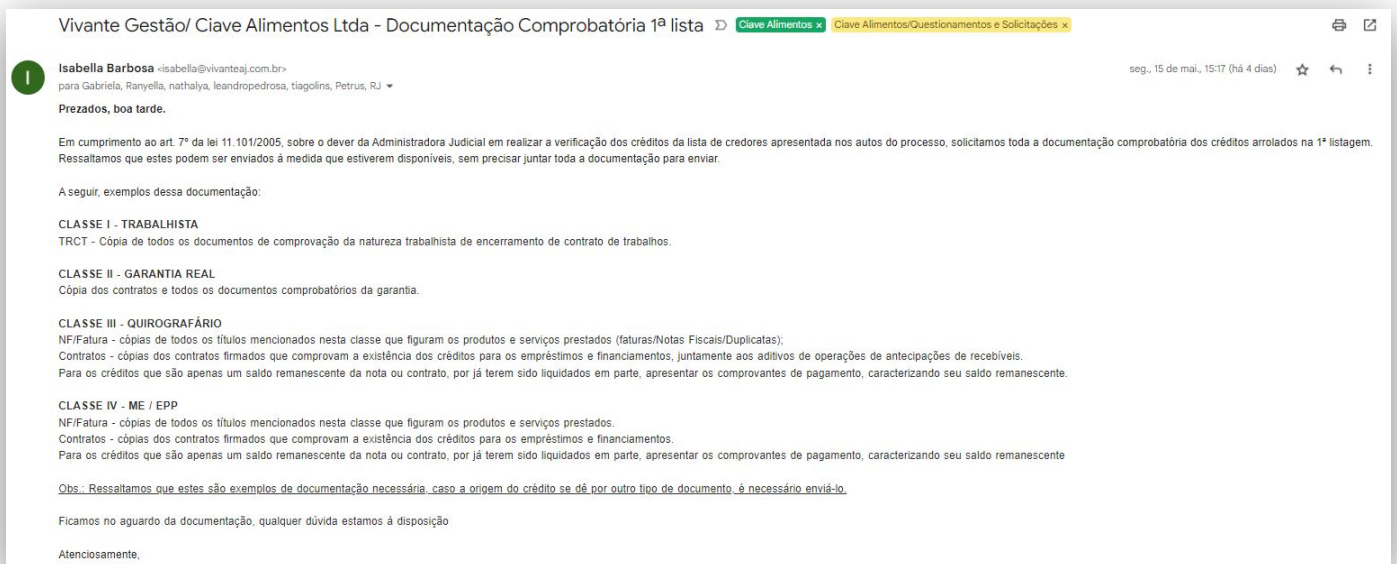 Vivante Gestão/ Ciave Alimentos Ltda - Documentação Comprobatória 1ª lista Ciave Alimentos x Ciave Alimentos/Questionamentos e Solicitações x
I
Isabella Barbosa <isabella@vivanteaj.com.br>
seg., 15 de mai., 15:17 (há 4 dias)
para Gabriela, Ranyella, nathalya, leandropedrosa, tiagolins, Petrus, RJ
Prezados, boa tarde.
Em cumprimento ao art. 7º da lei 11.101/2005, sobre o dever da Administradora Judicial em realizar a verificação dos créditos da lista de credores apresentada nos autos do processo, solicitamos toda a documentação comprobatória dos créditos arrolados na 1ª listagem.
Ressaltamos que estes podem ser enviados á medida que estiverem disponíveis, sem precisar juntar toda a documentação para enviar.
A seguir, exemplos dessa documentação:
CLASSE I - TRABALHISTA
TRCT - Cópia de todos os documentos de comprovação da natureza trabalhista de encerramento de contrato de trabalhos.
CLASSE II - GARANTIA REAL
Cópia dos contratos e todos os documentos comprobatórios da garantia.
CLASSE III - QUIROGRAFÁRIO
NF/Fatura - cópias de todos os títulos mencionados nesta classe que figuram os produtos e serviços prestados (faturas/Notas Fiscais/Duplicatas);
Contratos - cópias dos contratos firmados que comprovam a existência dos créditos para os empréstimos e financiamentos, juntamente aos aditivos de operações de antecipações de recebíveis.
Para os créditos que são apenas um saldo remanescente da nota ou contrato, por já terem sido liquidados em parte, apresentar os comprovantes de pagamento, caracterizando seu saldo remanescente.
CLASSE IV - ME / EPP
NF/Fatura - cópias de todos os títulos mencionados nesta classe que figuram os produtos e serviços prestados.
Contratos - cópias dos contratos firmados que comprovam a existência dos créditos para os empréstimos e financiamentos.
Para os créditos que são apenas um saldo remanescente da nota ou contrato, por já terem sido liquidados em parte, apresentar os comprovantes de pagamento, caracterizando seu saldo remanescente
Obs.: Ressaltamos que estes são exemplos de documentação necessária, caso a origem do crédito se dê por outro tipo de documento, é necessário enviá-lo.
Ficamos no aguardo da documentação, qualquer dúvida estamos á disposição
Atenciosamente,